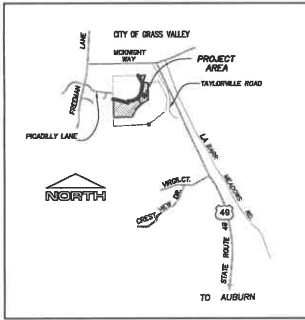 CITY OF GRASS VALLEY
LANE
FREEMAN
MCKNIGHT
WAY
PROJECT
AREA
TAYLORVILLE ROAD
PICADILLY LANE
NORTH
VIRGIL CT.
CREST VIEW DR.
LA BARR MEADOWS RD.
49
STATE ROUTE 49
TO AUBURN